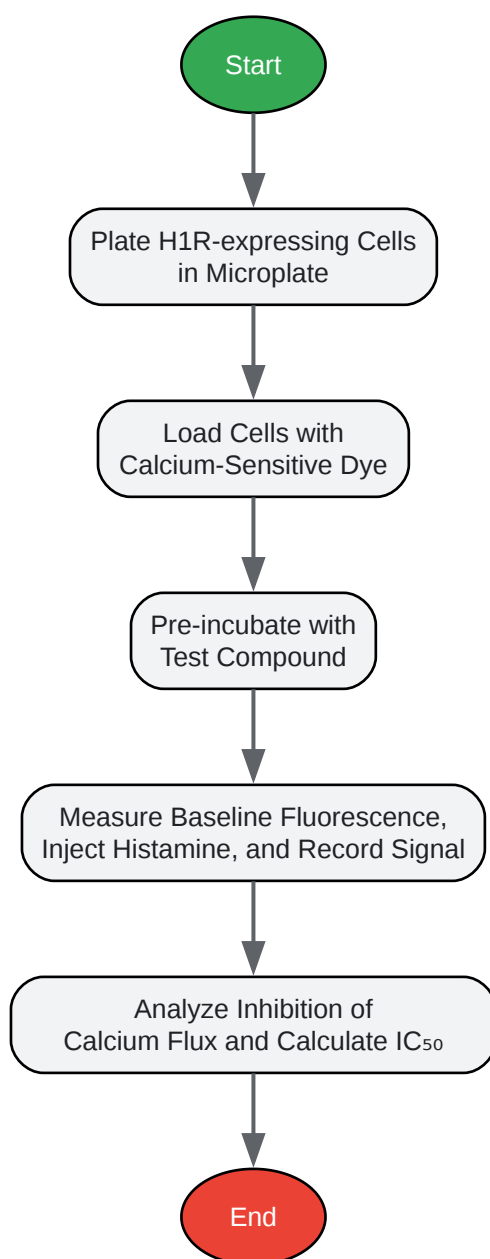 Start
Plate H1R-expressing Cells
in Microplate
Load Cells with
Calcium-Sensitive Dye
Pre-incubate with
Test Compound
Measure Baseline Fluorescence,
Inject Histamine, and Record Signal
Analyze Inhibition of
Calcium Flux and Calculate IC₅₀
End